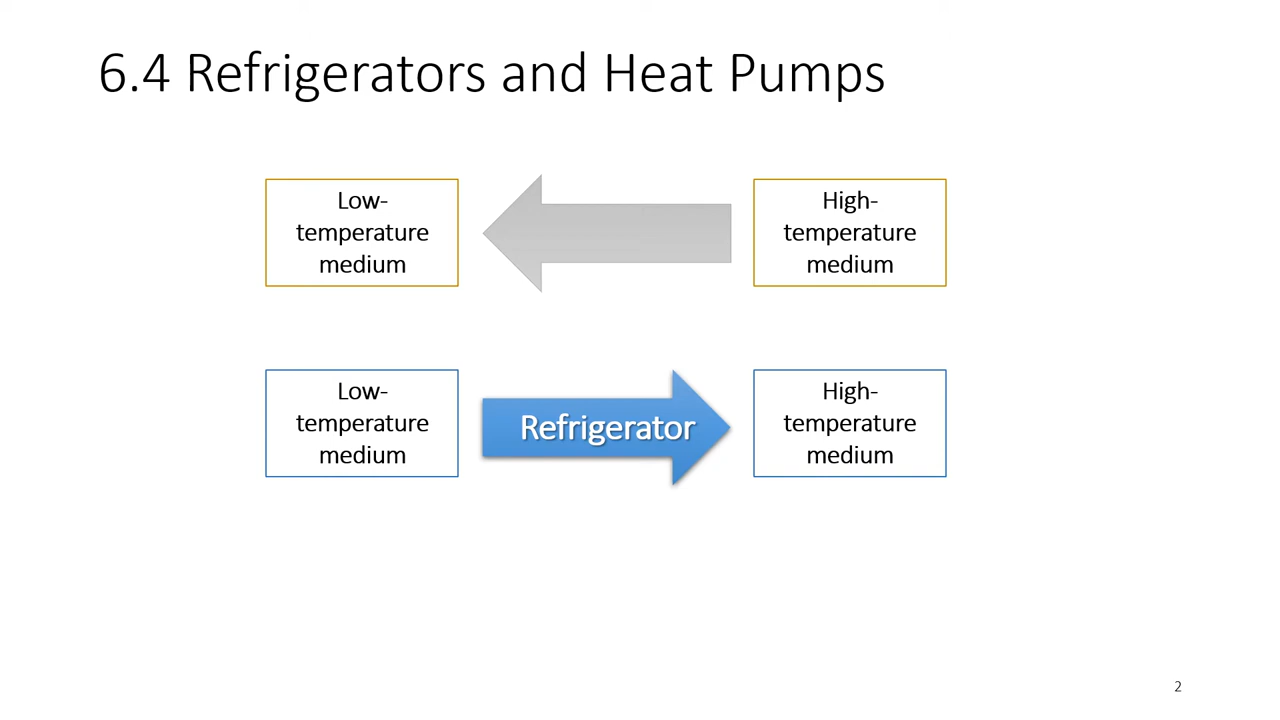 6.4 Refrigerators and Heat Pumps
Low-
temperature
medium
High-
temperature
medium
Low-
temperature
medium
Refrigerator
High-
temperature
medium
2